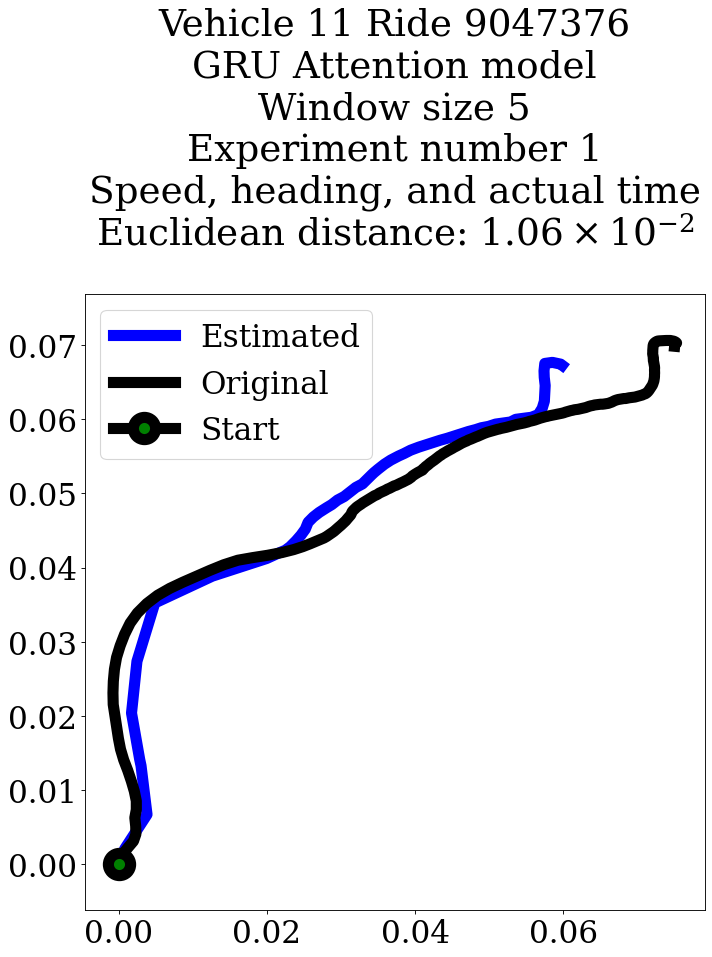 Vehicle 11 Ride 9047376
GRU Attention model
Window size 5
Experiment number 1
Speed, heading, and actual time
Euclidean distance: 1.06 × 10⁻²
Estimated
Original
Start
0.07
0.06
0.05
0.04
0.03
0.02
0.01
0.00
0.00 0.02 0.04 0.06